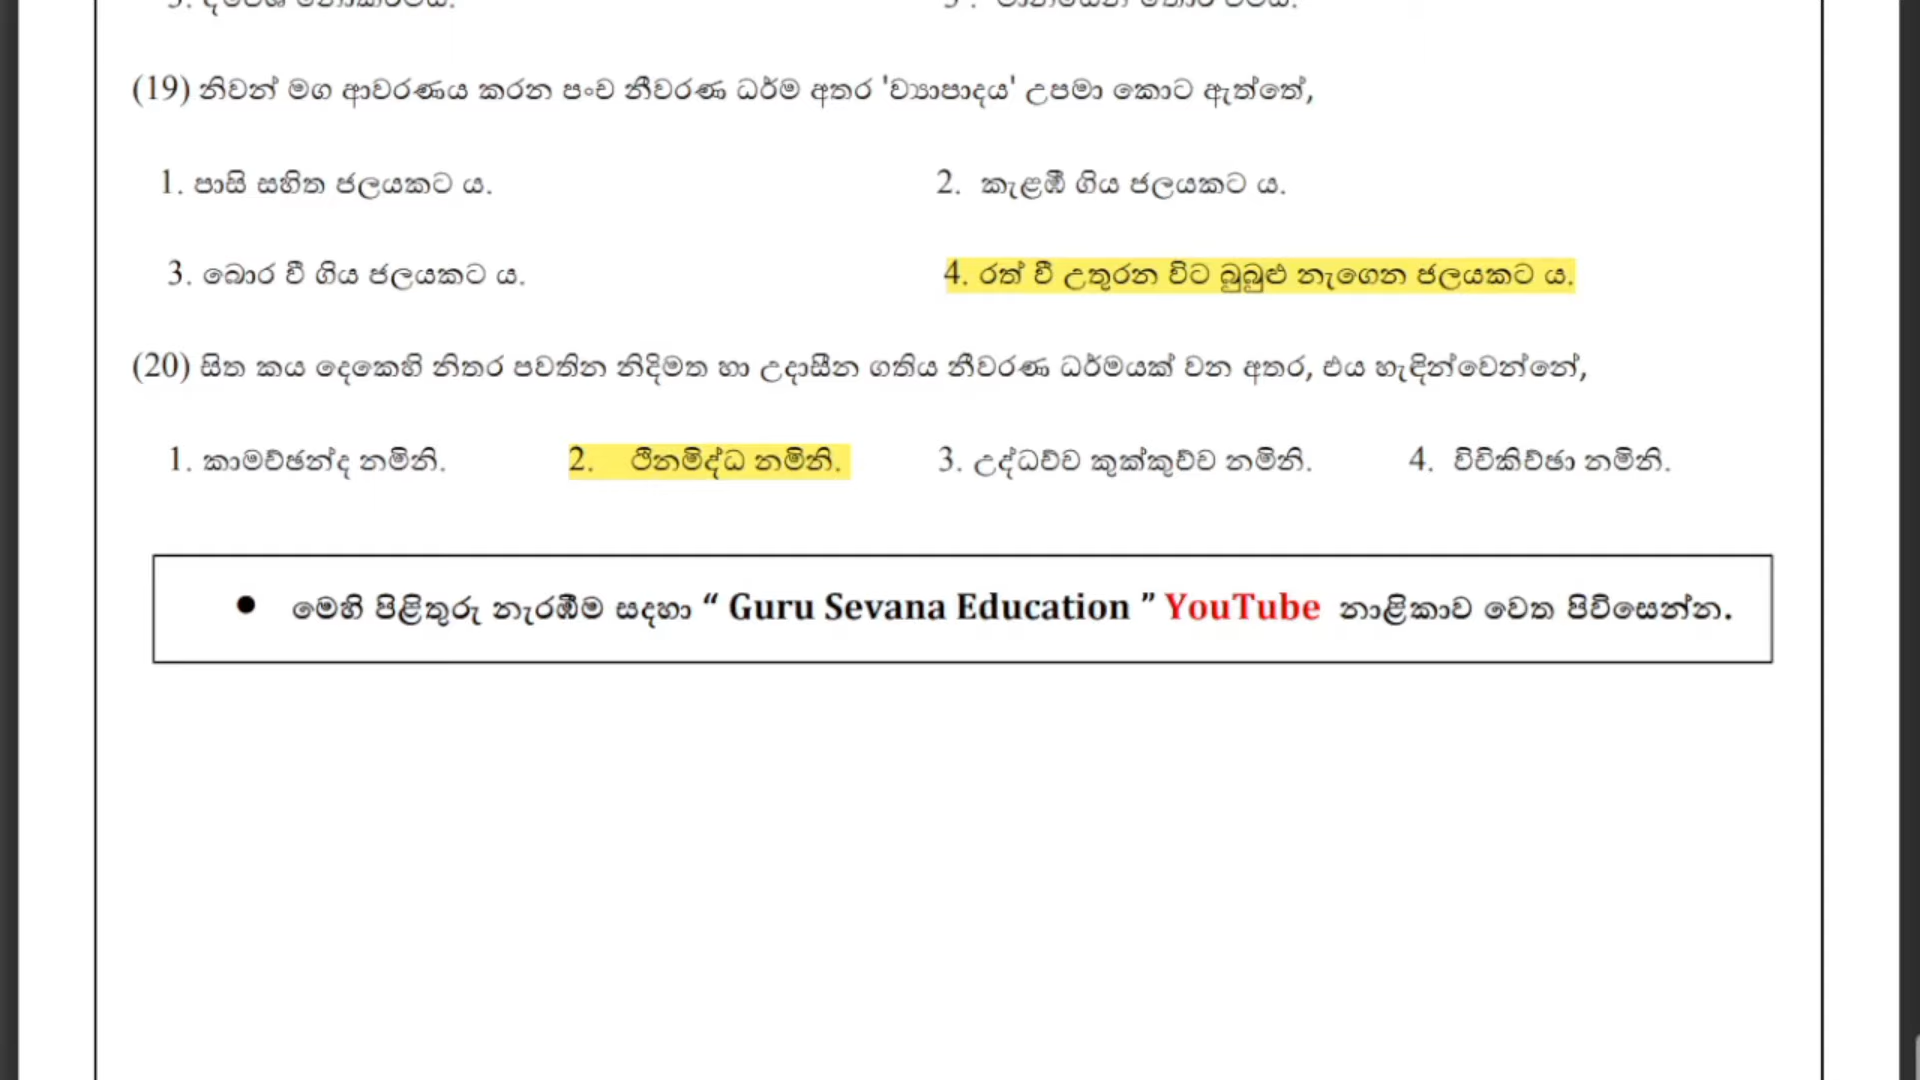 (19) නිවන් මග ආවරණය කරන පංච නීවරණ ධර්ම අතර 'ව්‍යාපාදය' උපමා කොට ඇත්තේ,
1. පාසි සහිත ජලයකට ය. 2. කැළඹී ගිය ජලයකට ය.
3. බොර වී ගිය ජලයකට ය. 4. රත් වී උතුරන විට බුබුළු නැගෙන ජලයකට ය.
(20) සිත කය දෙකෙහි නිතර පවතින නිදිමත හා උදාසීන ගතිය නීවරණ ධර්මයක් වන අතර, එය හැඳින්වෙන්නේ,
1. කාමච්ඡන්ද නමිනි. 2. ථීනමිද්ධ නමිනි. 3. උද්ධච්ච කුක්කුච්ච නමිනි. 4. විචිකිච්ඡා නමිනි.
● මෙහි පිළිතුරු නැරඹීම සදහා “ Guru Sevana Education ” YouTube නාළිකාව වෙත පිවිසෙන්න.